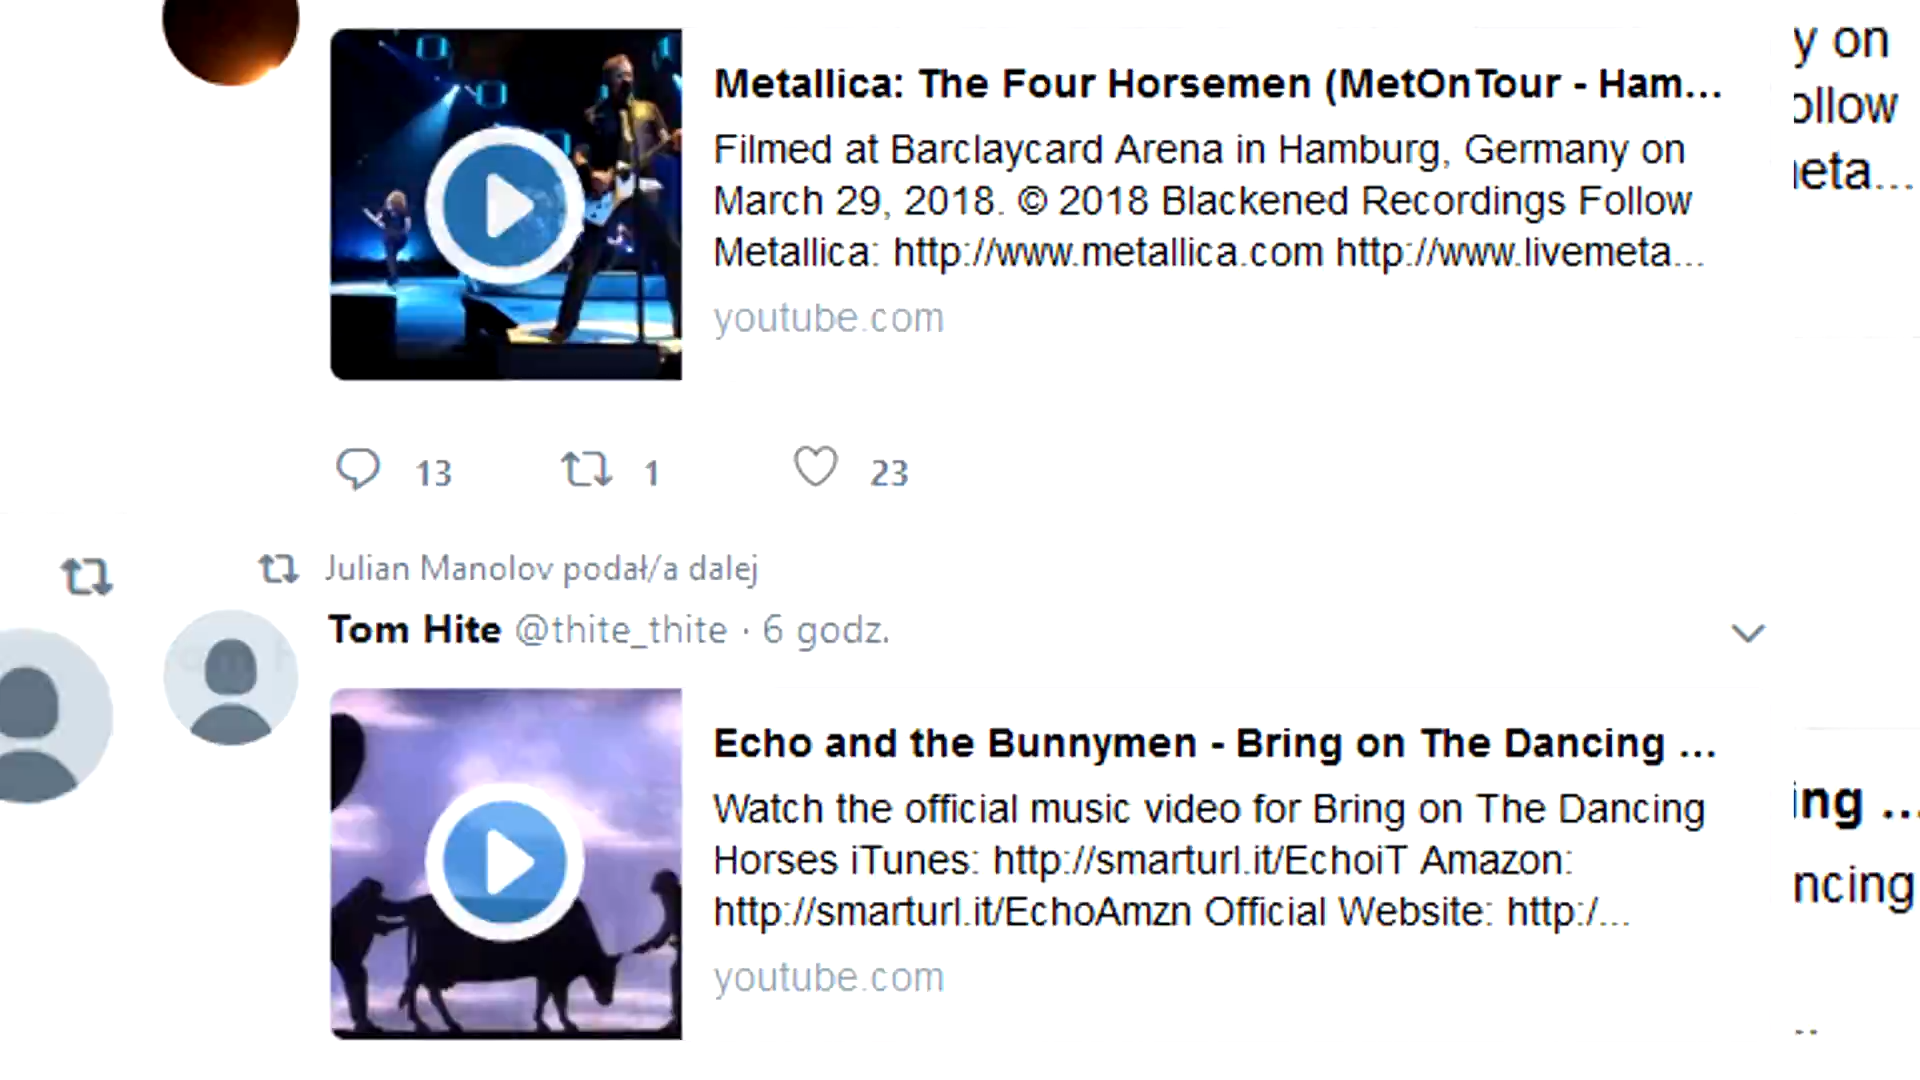 Metallica: The Four Horsemen (MetOnTour - Ham...
Filmed at Barclaycard Arena in Hamburg, Germany on
March 29, 2018. © 2018 Blackened Recordings Follow
Metallica: http://www.metallica.com http://www.livemeta...
youtube.com
y on
ollow
eta...
13 1 23
Julian Manolov podał/a dalej
Tom Hite @thite_thite · 6 godz.
Echo and the Bunnymen - Bring on The Dancing ...
Watch the official music video for Bring on The Dancing
Horses iTunes: http://smarturl.it/EchoiT Amazon:
http://smarturl.it/EchoAmzn Official Website: http:/...
youtube.com
ing ...
ncing